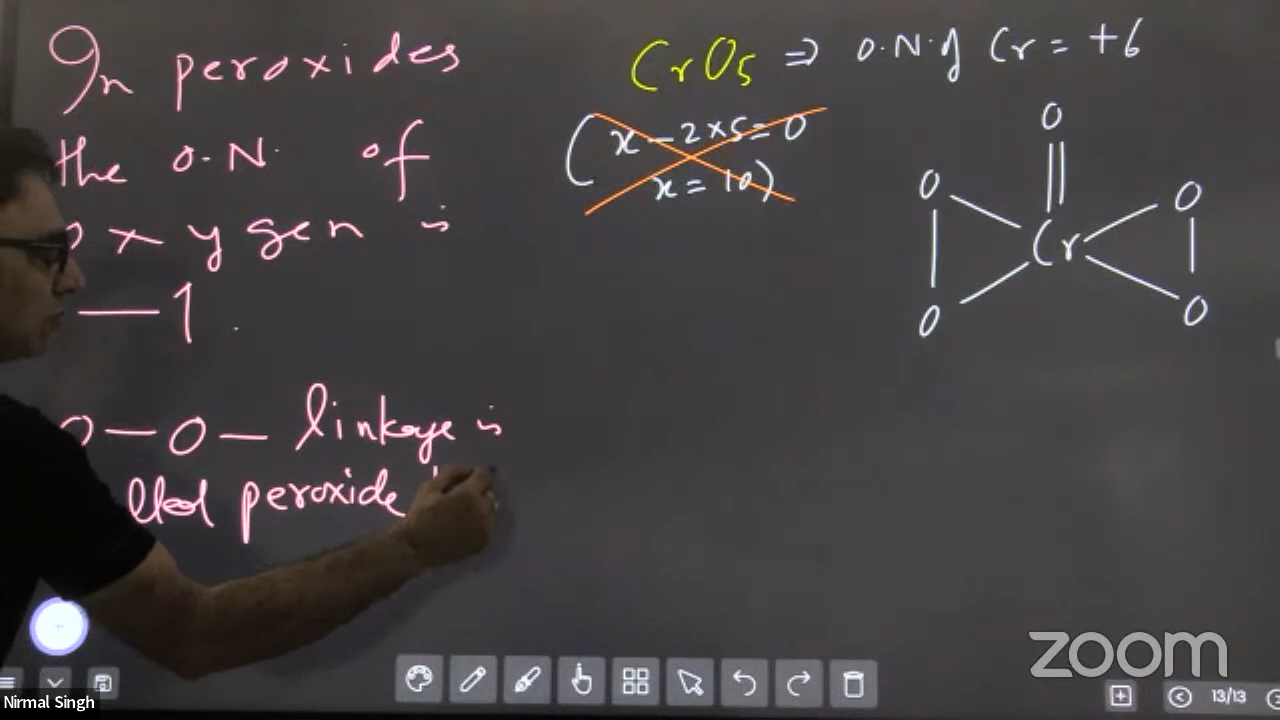 In peroxides
the O.N. of
oxygen is
—1.
O—O— linkage is
peroxide
CrO5 ⇒ O.N. of Cr = +6
(x — 2×5 = 0
x = 10)
O
O
O
Cr
O
O
zoom
13/13
Nirmal Singh